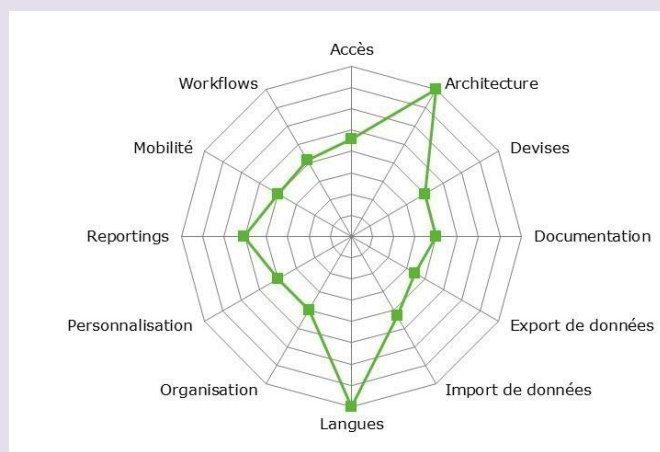 Accès
Workflows
Architecture
Mobilité
Devises
Reportings
Documentation
Personnalisation
Export de données
Organisation
Import de données
Langues